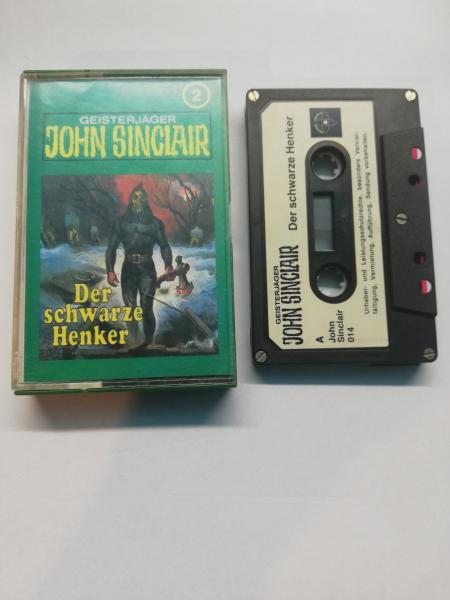 2
GEISTERJÄGER
JOHN SINCLAIR
Der
schwarze
Henker
GEISTERJÄGER
JOHN SINCLAIR
Der schwarze Henker
A
John
Sinclair
014
Urheber- und Leistungsschutzrechte, besonders Verviel-
fältigung, Vermietung, Aufführung, Sendung vorbehalten.